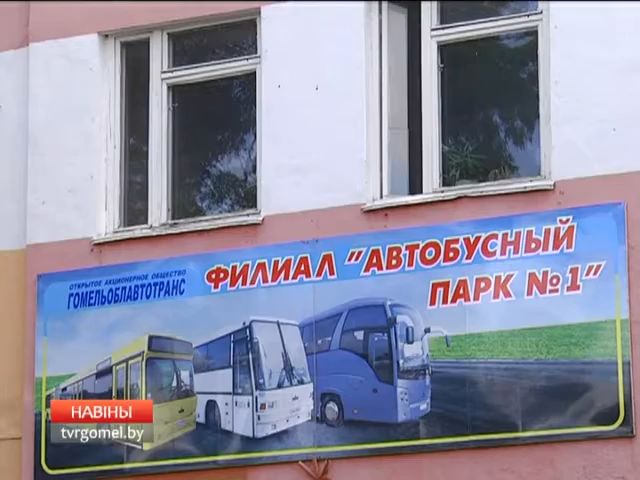 ОТКРЫТОЕ АКЦИОНЕРНОЕ ОБЩЕСТВО
ГОМЕЛЬОБЛАВТОТРАНС
ФИЛИАЛ "АВТОБУСНЫЙ
ПАРК №1"
НАВІНЫ
tvrgomel.by